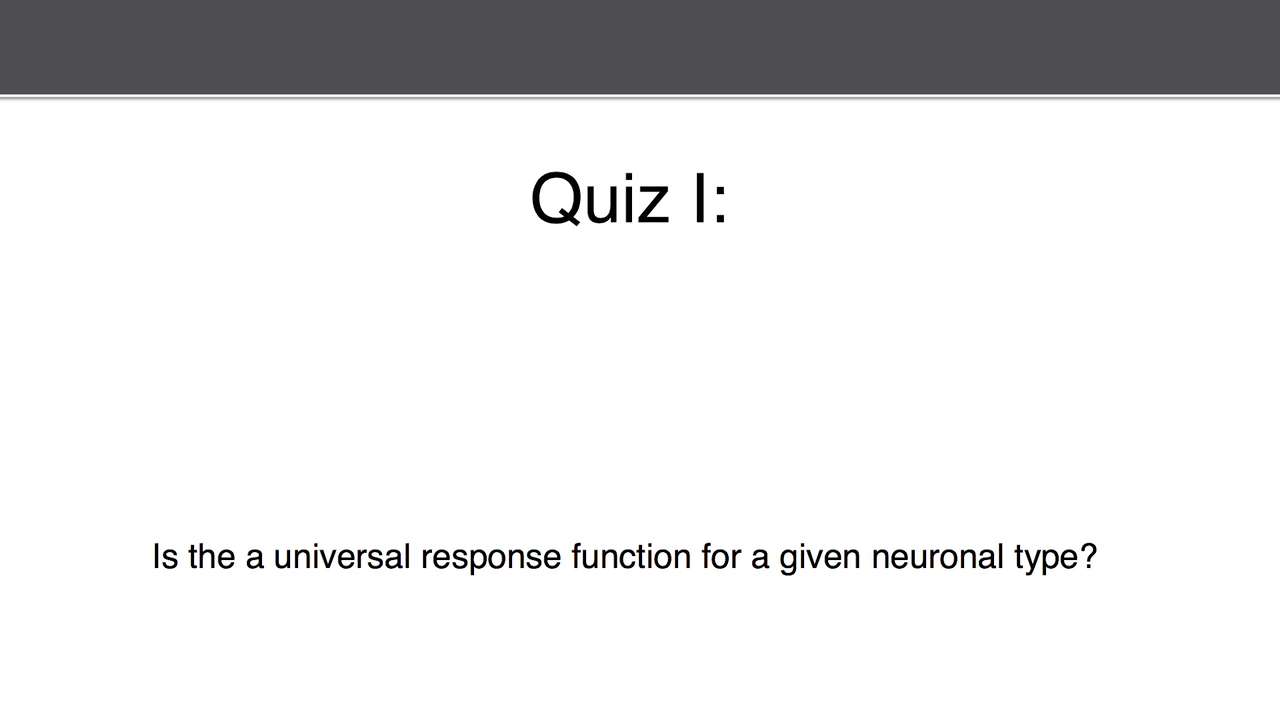 Quiz I:
Is the a universal response function for a given neuronal type?